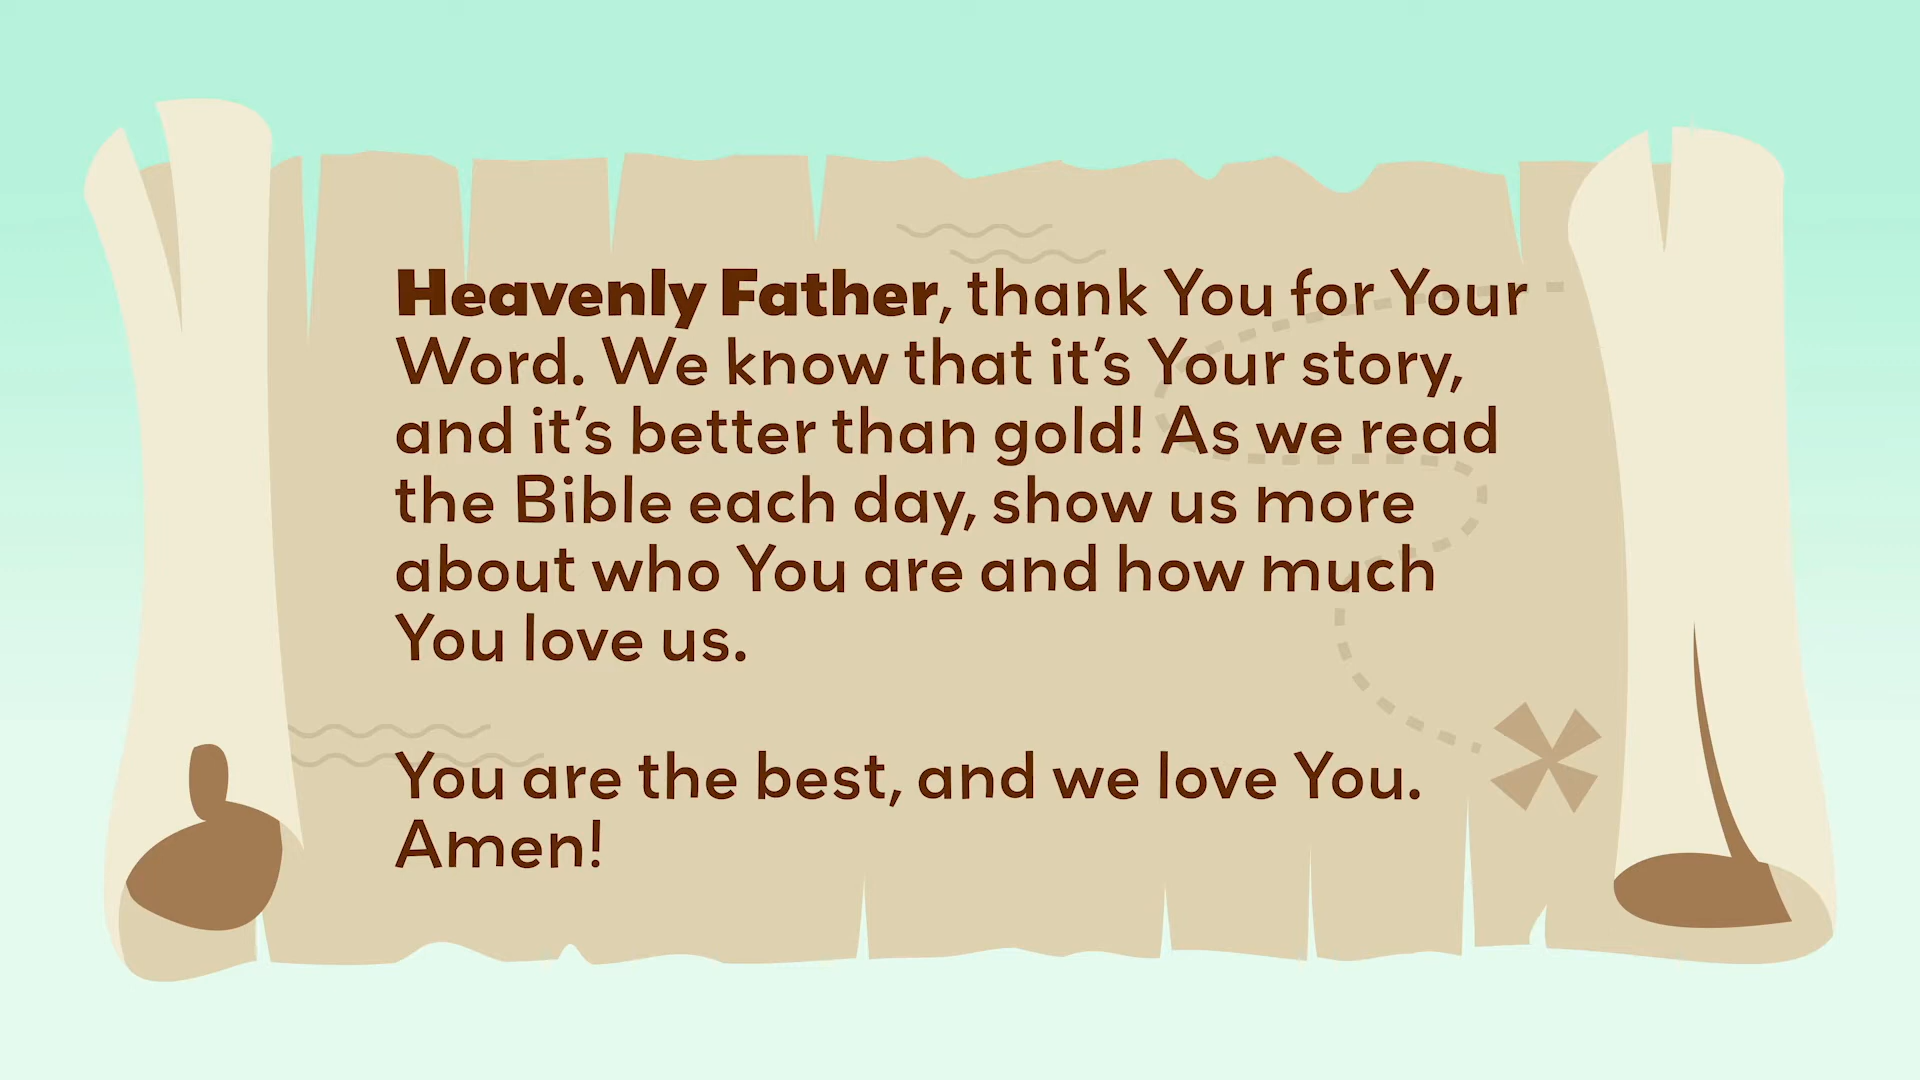 Heavenly Father, thank You for Your
Word. We know that it’s Your story,
and it’s better than gold! As we read
the Bible each day, show us more
about who You are and how much
You love us.
You are the best, and we love You.
Amen!